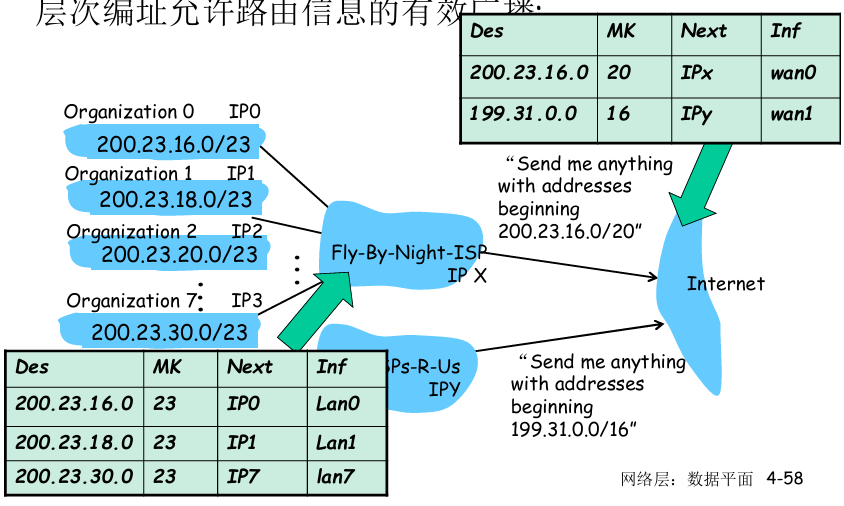 层次编址允许路由信息的有效广播:
Des MK Next Inf
200.23.16.0 20 IPx wan0
199.31.0.0 16 IPy wan1
Organization 0 IP0
200.23.16.0/23
Organization 1 IP1
200.23.18.0/23
Organization 2 IP2
200.23.20.0/23
Organization 7 IP3
200.23.30.0/23
Fly-By-Night-ISP
IP X
“Send me anything
with addresses
beginning
200.23.16.0/20”
Internet
Ps-R-Us
IPY
“Send me anything
with addresses
beginning
199.31.0.0/16”
Des MK Next Inf
200.23.16.0 23 IP0 Lan0
200.23.18.0 23 IP1 Lan1
200.23.30.0 23 IP7 lan7
网络层：数据平面 4-58